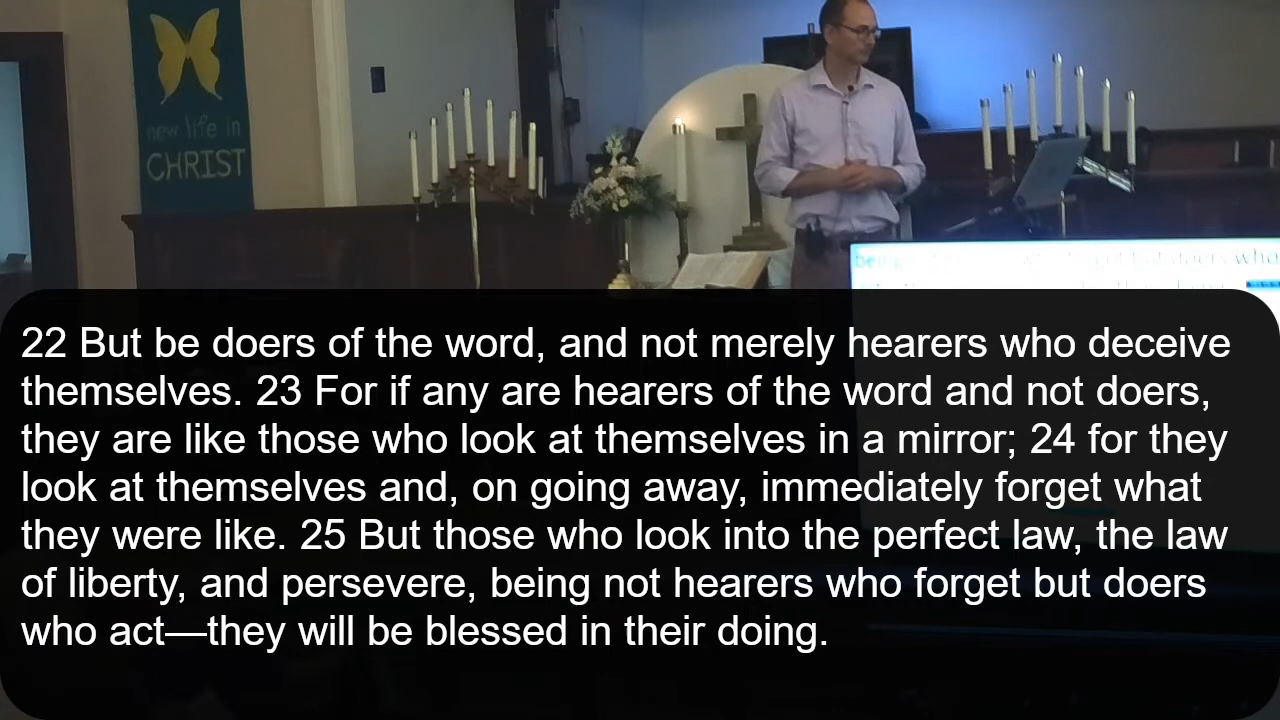 new life in
CHRIST
being
who
22 But be doers of the word, and not merely hearers who deceive
themselves. 23 For if any are hearers of the word and not doers,
they are like those who look at themselves in a mirror; 24 for they
look at themselves and, on going away, immediately forget what
they were like. 25 But those who look into the perfect law, the law
of liberty, and persevere, being not hearers who forget but doers
who act—they will be blessed in their doing.